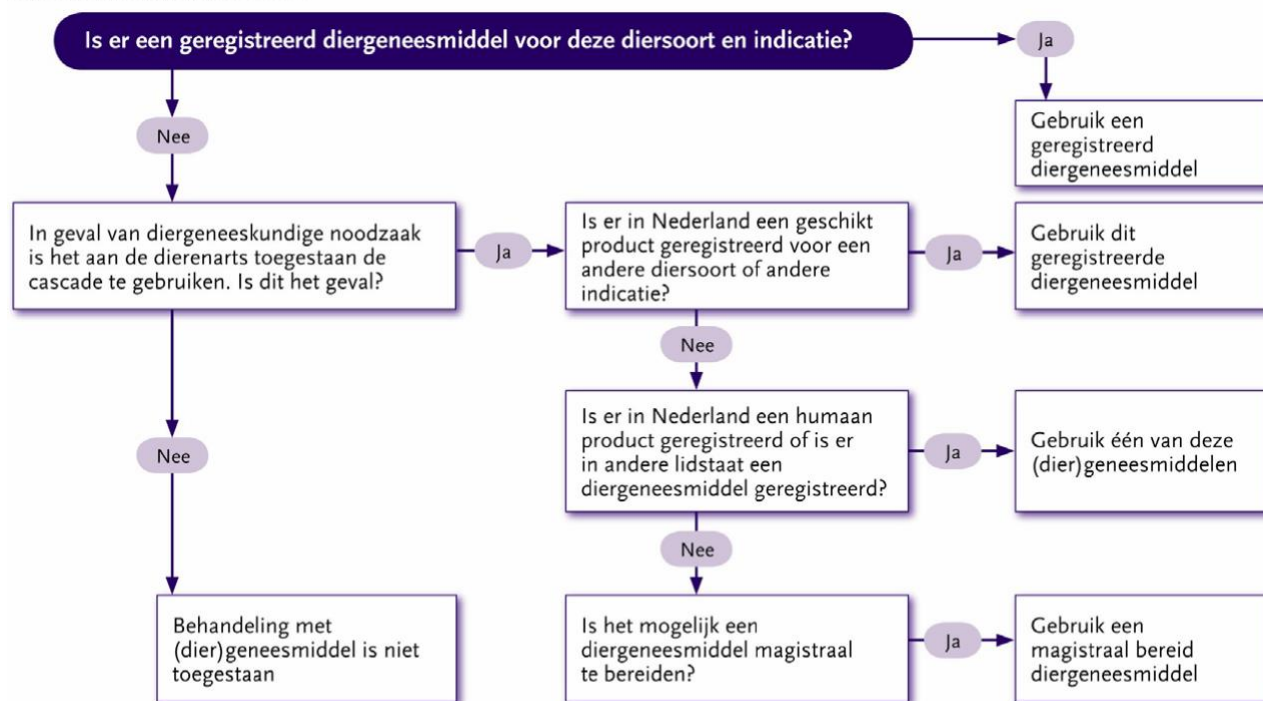 Is er een geregistreerd diergeneesmiddel voor deze diersoort en indicatie?
Ja
Gebruik een
geregistreerd
diergeneesmiddel
Nee
In geval van diergeneeskundige noodzaak
is het aan de dierenarts toegestaan de
cascade te gebruiken. Is dit het geval?
Ja
Is er in Nederland een geschikt
product geregistreerd voor een
andere diersoort of andere
indicatie?
Ja
Gebruik dit
geregistreerde
diergeneesmiddel
Nee
Is er in Nederland een humaan
product geregistreerd of is er
in andere lidstaat een
diergeneesmiddel geregistreerd?
Ja
Gebruik één van deze
(dier)geneesmiddelen
Nee
Nee
Behandeling met
(dier)geneesmiddel is niet
toegestaan
Is het mogelijk een
diergeneesmiddel magistraal
te bereiden?
Ja
Gebruik een
magistraal bereid
diergeneesmiddel